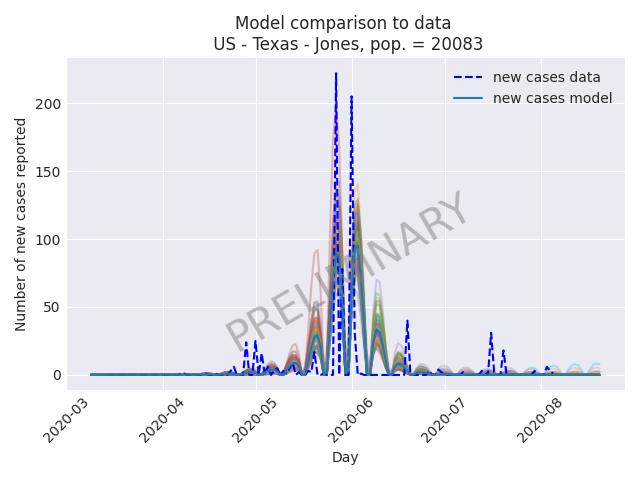 Model comparison to data
US - Texas - Jones, pop. = 20083
new cases data
new cases model
PRELIMINARY
Number of new cases reported
200
150
100
50
0
2020-03
2020-04
2020-05
2020-06
2020-07
2020-08
Day